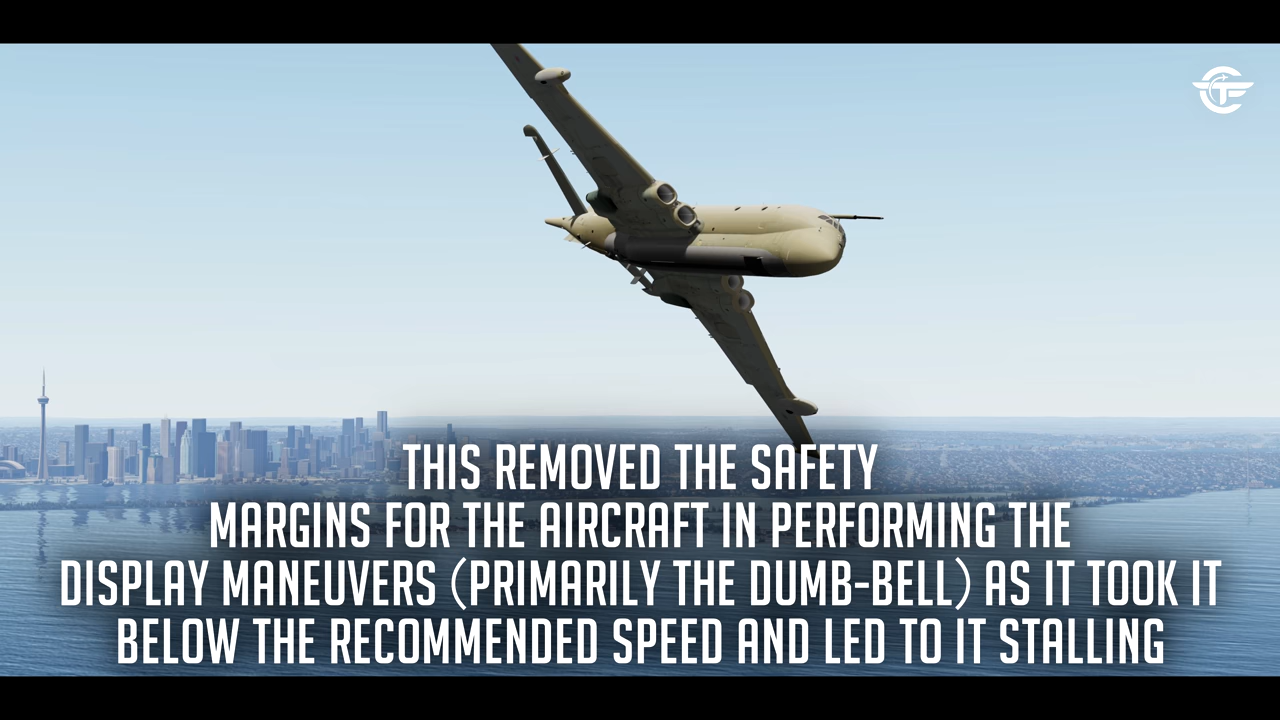 THIS REMOVED THE SAFETY
MARGINS FOR THE AIRCRAFT IN PERFORMING THE
DISPLAY MANEUVERS (PRIMARILY THE DUMB-BELL) AS IT TOOK IT
BELOW THE RECOMMENDED SPEED AND LED TO IT STALLING